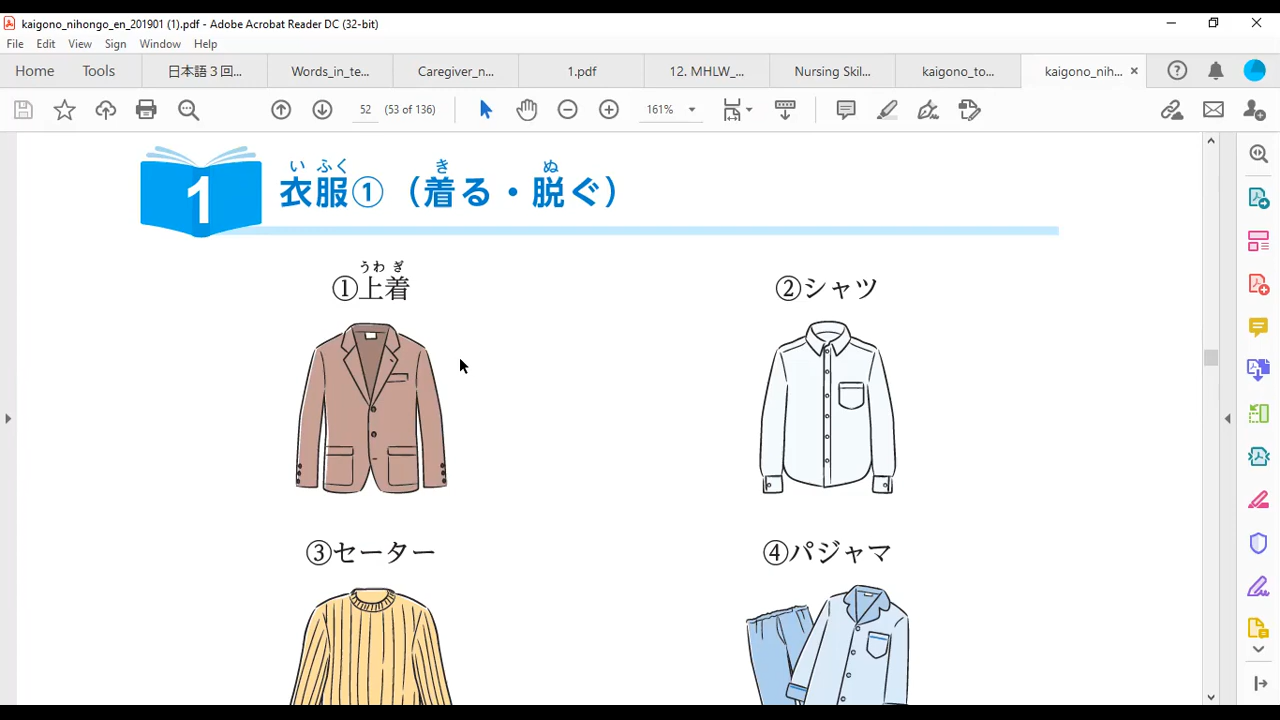 kaigono_nihongo_en_201901 (1).pdf - Adobe Acrobat Reader DC (32-bit)
File Edit View Sign Window Help
Home Tools 日本語３回... Words_in_te... Caregiver_n... 1.pdf 12. MHLW_... Nursing Skil... kaigono_to... kaigono_nih...
52 (53 of 136) 161%
い ふく き ぬ
1 衣服①（着る・脱ぐ）
うわ ぎ
①上着 ②シャツ
③セーター ④パジャマ